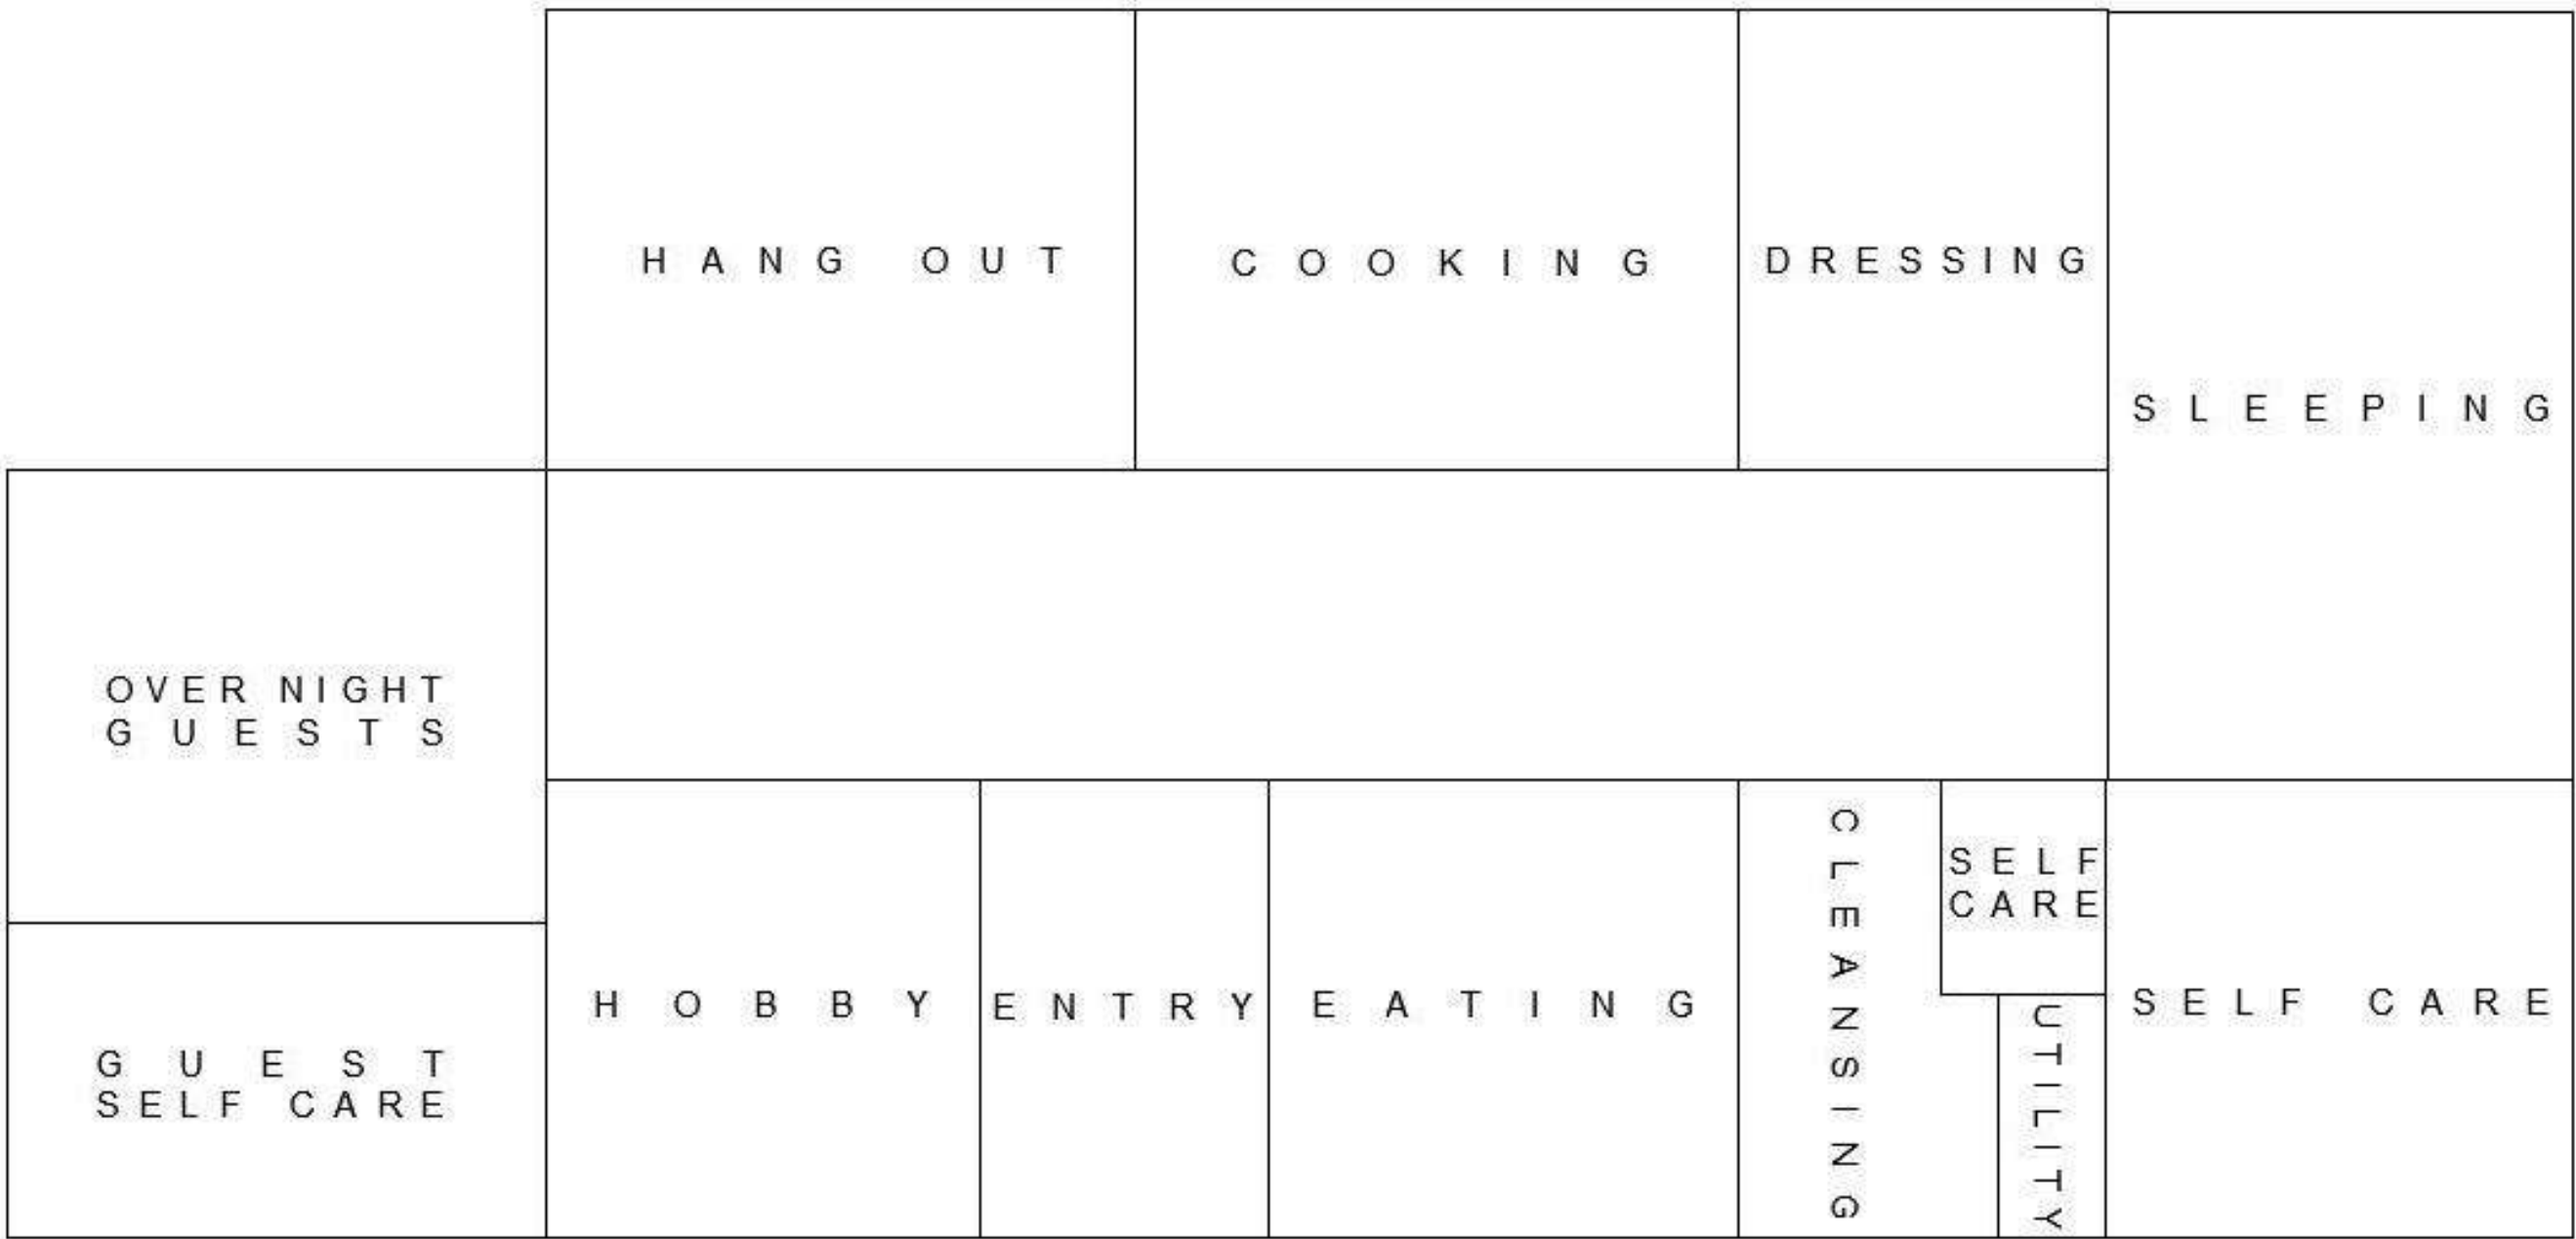 HANG OUT
COOKING
DRESSING
SLEEPING
OVER NIGHT
GUESTS
GUEST
SELF CARE
HOBBY
ENTRY
EATING
CLEANSING
SELF
CARE
UTILITY
SELF CARE